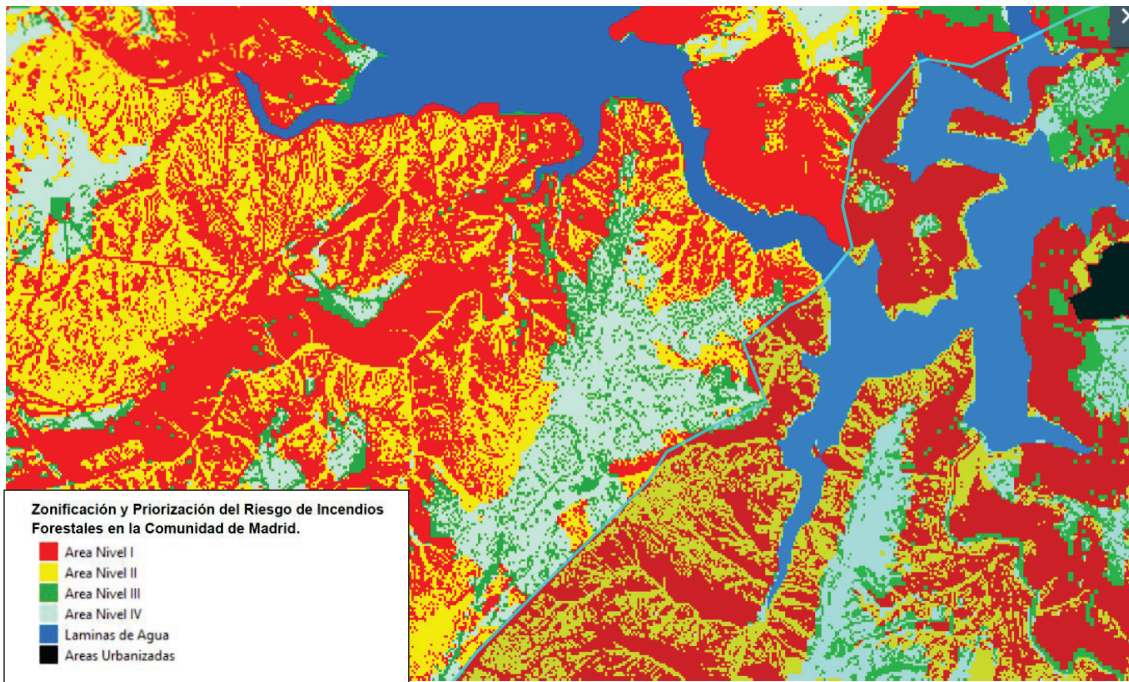 Zonificación y Priorización del Riesgo de Incendios
Forestales en la Comunidad de Madrid.
Area Nivel I
Area Nivel II
Area Nivel III
Area Nivel IV
Laminas de Agua
Areas Urbanizadas